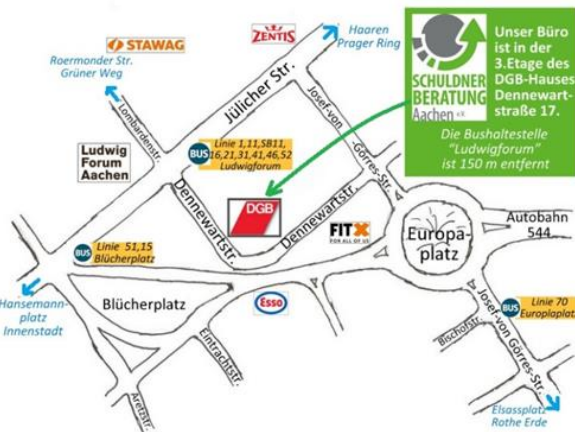 STAWAG
ZENTIS
Roermonder Str.
Grüner Weg
Haaren
Prager Ring
SCHULDNER
BERATUNG
Aachen e.V.
Unser Büro
ist in der
3.Etage des
DGB-Hauses
Dennewart-
straße 17.
Die Bushaltestelle
"Ludwigforum"
ist 150 m entfernt
Jülicher Str.
Lombardenstr.
Josef-von
-Görres-Str.
Ludwig
Forum
Aachen
BUS
Linie 1,11,SB11,
16,21,31,41,46,52
Ludwigforum
Dennewartstr.
DGB
Dennewartstr.
FITX
FOR ALL OF US
Europa-
platz
Autobahn
544
BUS
Linie 51,15
Blücherplatz
Hansemann-
platz
Innenstadt
Blücherplatz
Esso
BUS
Linie 70
Europlaplatz
Josef-von Görres-Str.
Bischofstr.
Eintrachtstr.
Aretzstr.
Elsassplatz
Rothe Erde